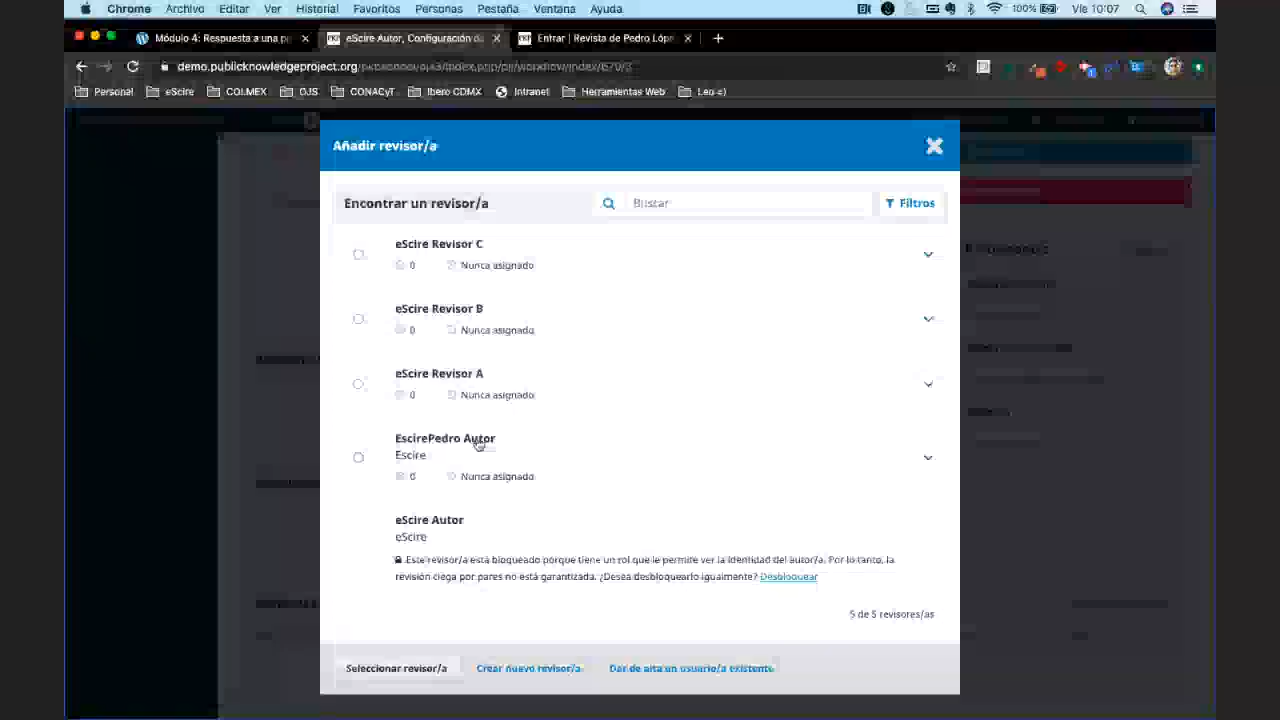 Chrome Archivo Editar Ver Historial Favoritos Personas Pestaña Ventana Ayuda 100% Vie 10:07
Módulo 4: Respuesta a una p
eScire Autor, Configuración d
Entrar | Revista de Pedro Lóp
demo.publicknowledgeproject.org
Personal eScire COLMEX OJS CONACyT Ibero CDMX Intranet Herramientas Web Leo =)
Añadir revisor/a
Encontrar un revisor/a
Buscar
Filtros
eScire Revisor C
0 Nunca asignado
eScire Revisor B
0 Nunca asignado
eScire Revisor A
0 Nunca asignado
EscirePedro Autor
Escire
0 Nunca asignado
eScire Autor
eScire
Este revisor/a está bloqueado porque tiene un rol que le permite ver la identidad del autor/a. Por lo tanto, la
revisión ciega por pares no está garantizada. ¿Desea desbloquearlo igualmente? Desbloquear
5 de 5 revisores/as
Seleccionar revisor/a Crear nuevo revisor/a Dar de alta un usuario/a existente